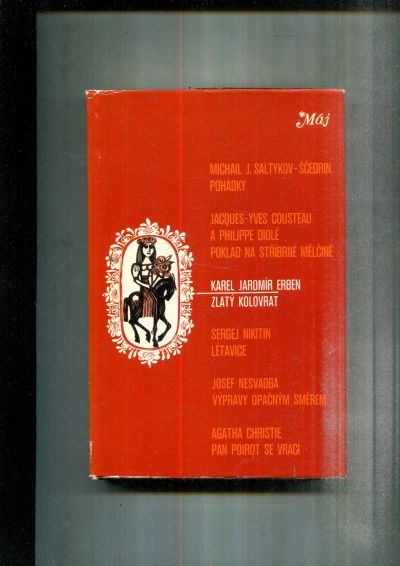 *Máj
MICHAIL J. SALTYKOV-ŠČEDRIN
POHÁDKY
JACQUES-YVES COUSTEAU
A PHILIPPE DIOLÉ
POKLAD NA STŘÍBRNÉ MĚLČINĚ
KAREL JAROMÍR ERBEN
ZLATÝ KOLOVRAT
SERGEJ NIKITIN
LÉTAVICE
JOSEF NESVADBA
VÝPRAVY OPAČNÝM SMĚREM
AGATHA CHRISTIE
PAN POIROT SE VRACÍ